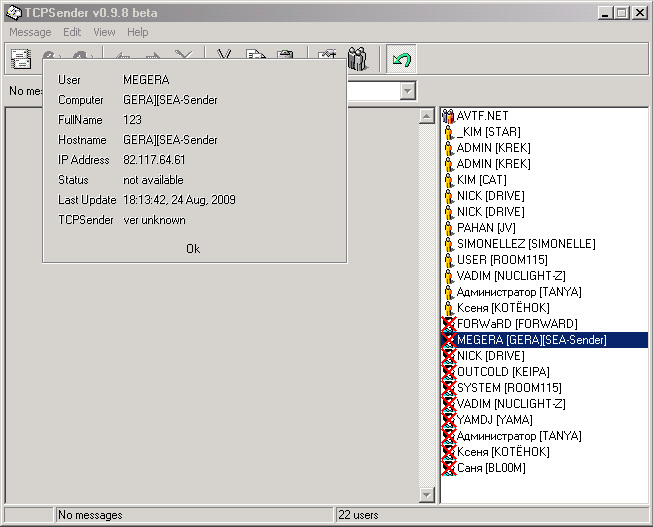 TCPSender v0.9.8 beta
Message Edit View Help
No mes
User MEGERA
Computer GERA][SEA-Sender
FullName 123
Hostname GERA][SEA-Sender
IP Address 82.117.64.61
Status not available
Last Update 18:13:42, 24 Aug, 2009
TCPSender ver unknown
Ok
AVTF.NET
_KIM [STAR]
ADMIN [KREK]
ADMIN [KREK]
KIM [CAT]
NICK [DRIVE]
NICK [DRIVE]
PAHAN [JV]
SIMONELLEZ [SIMONELLE]
USER [ROOM115]
VADIM [NUCLIGHT-Z]
Администратор [TANYA]
Ксеня [КОТЁНОК]
FORWaRD [FORWARD]
MEGERA [GERA][SEA-Sender]
NICK [DRIVE]
OUTCOLD [KEIPA]
SYSTEM [ROOM115]
VADIM [NUCLIGHT-Z]
YAMDJ [YAMA]
Администратор [TANYA]
Ксеня [КОТЁНОК]
Саня [BL00M]
No messages
22 users